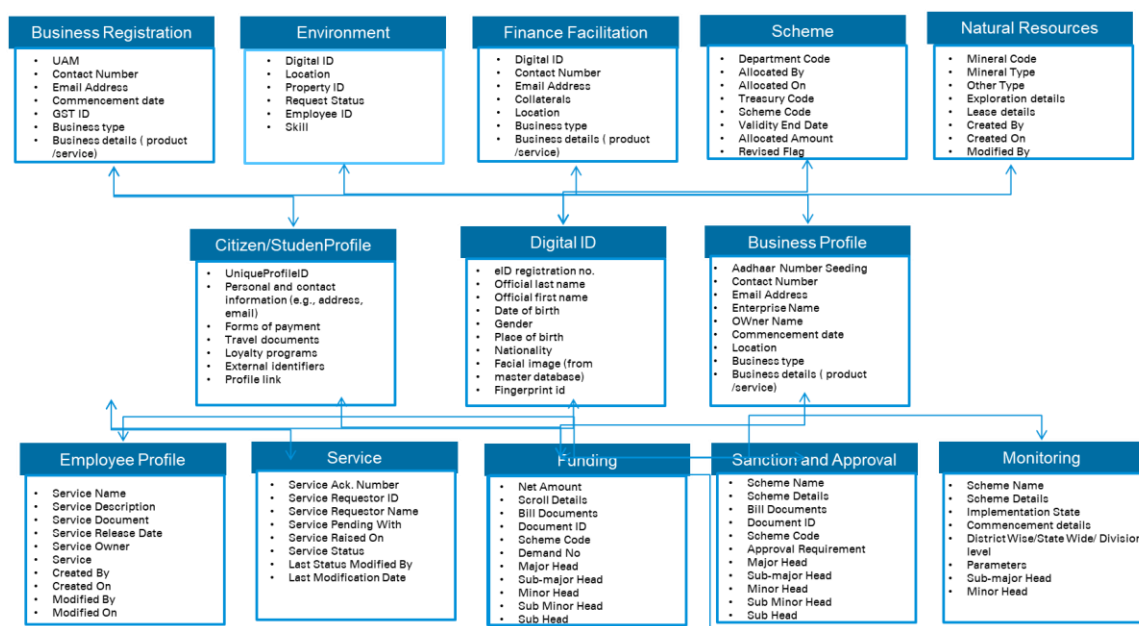 Business Registration
UAM
Contact Number
Email Address
Commencement date
GST ID
Business type
Business details ( product
/service)
Environment
Digital ID
Location
Property ID
Request Status
Employee ID
Skill
Finance Facilitation
Digital ID
Contact Number
Email Address
Collaterals
Location
Business type
Business details ( product
/service)
Scheme
Department Code
Allocated By
Allocated On
Treasury Code
Scheme Code
Validity End Date
Allocated Amount
Revised Flag
Natural Resources
Mineral Code
Mineral Type
Other Type
Exploration details
Lease details
Created By
Created On
Modified By
Citizen/StudenProfile
UniqueProfileID
Personal and contact
information (e.g., address,
email)
Forms of payment
Travel documents
Loyalty programs
External identifiers
Profile link
Digital ID
eID registration no.
Official last name
Official first name
Date of birth
Gender
Place of birth
Nationality
Facial image (from
master database)
Fingerprint id
Business Profile
Aadhaar Number Seeding
Contact Number
Email Address
Enterprise Name
OWner Name
Commencement date
Location
Business type
Business details ( product
/service)
Employee Profile
Service Name
Service Description
Service Document
Service Release Date
Service Owner
Service
Created By
Created On
Modified By
Modified On
Service
Service Ack. Number
Service Requestor ID
Service Requestor Name
Service Pending With
Service Raised On
Service Status
Last Status Modified By
Last Modification Date
Funding
Net Amount
Scroll Details
Bill Documents
Document ID
Scheme Code
Demand No
Major Head
Sub-major Head
Minor Head
Sub Minor Head
Sub Head
Sanction and Approval
Scheme Name
Scheme Details
Bill Documents
Document ID
Scheme Code
Approval Requirement
Major Head
Sub-major Head
Minor Head
Sub Minor Head
Sub Head
Monitoring
Scheme Name
Scheme Details
Implementation State
Commencement details
District Wise/State Wide/ Division
level
Parameters
Sub-major Head
Minor Head